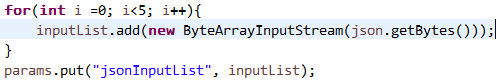 for(int i =0; i<5; i++){
inputList.add(new ByteArrayInputStream(json.getBytes()));
}
params.put("jsonInputList", inputList);